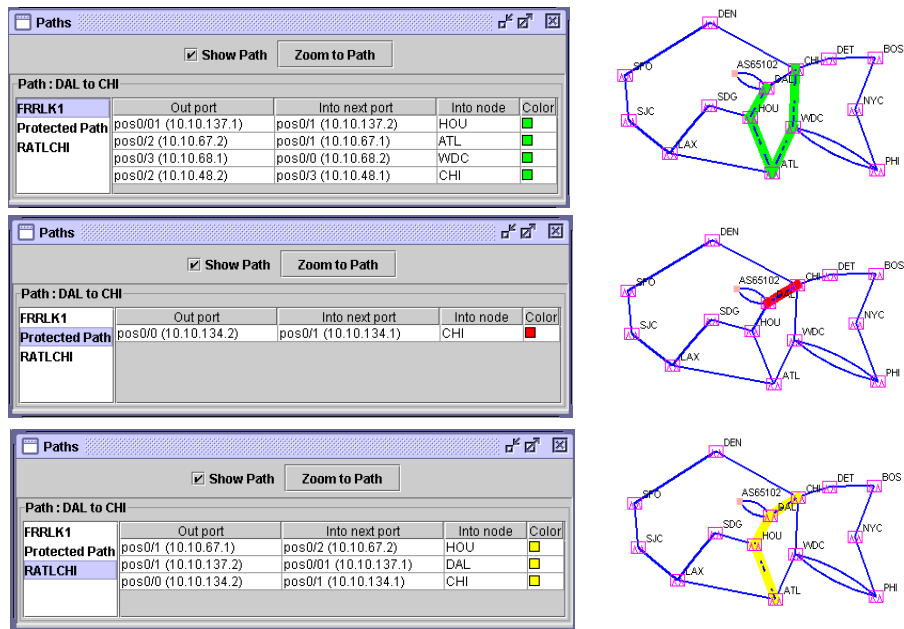 Paths
Show Path Zoom to Path
Path : DAL to CHI
FRRLK1
Protected Path
RATLCHI
Out port Into next port Into node Color
pos0/01 (10.10.137.1) pos0/1 (10.10.137.2) HOU
pos0/2 (10.10.67.2) pos0/1 (10.10.67.1) ATL
pos0/3 (10.10.68.1) pos0/0 (10.10.68.2) WDC
pos0/2 (10.10.48.2) pos0/3 (10.10.48.1) CHI
DEN
DET
BOS
CHI
SFO
AS65102
DAL
SDG
SJC
HOU
WDC
NYC
LAX
ATL
PHI
Paths
Show Path Zoom to Path
Path : DAL to CHI
FRRLK1
Protected Path
RATLCHI
Out port Into next port Into node Color
pos0/0 (10.10.134.2) pos0/1 (10.10.134.1) CHI
DEN
CHI
DET
BOS
SFO
AS65102
DAL
SDG
SJC
HOU
WDC
NYC
LAX
ATL
PHI
Paths
Show Path Zoom to Path
Path : DAL to CHI
FRRLK1
Protected Path
RATLCHI
Out port Into next port Into node Color
pos0/1 (10.10.67.1) pos0/2 (10.10.67.2) HOU
pos0/1 (10.10.137.2) pos0/01 (10.10.137.1) DAL
pos0/0 (10.10.134.2) pos0/1 (10.10.134.1) CHI
DEN
CHI
DET
BOS
SFO
AS65102
DAL
SDG
SJC
HOU
WDC
NYC
LAX
ATL
PHI